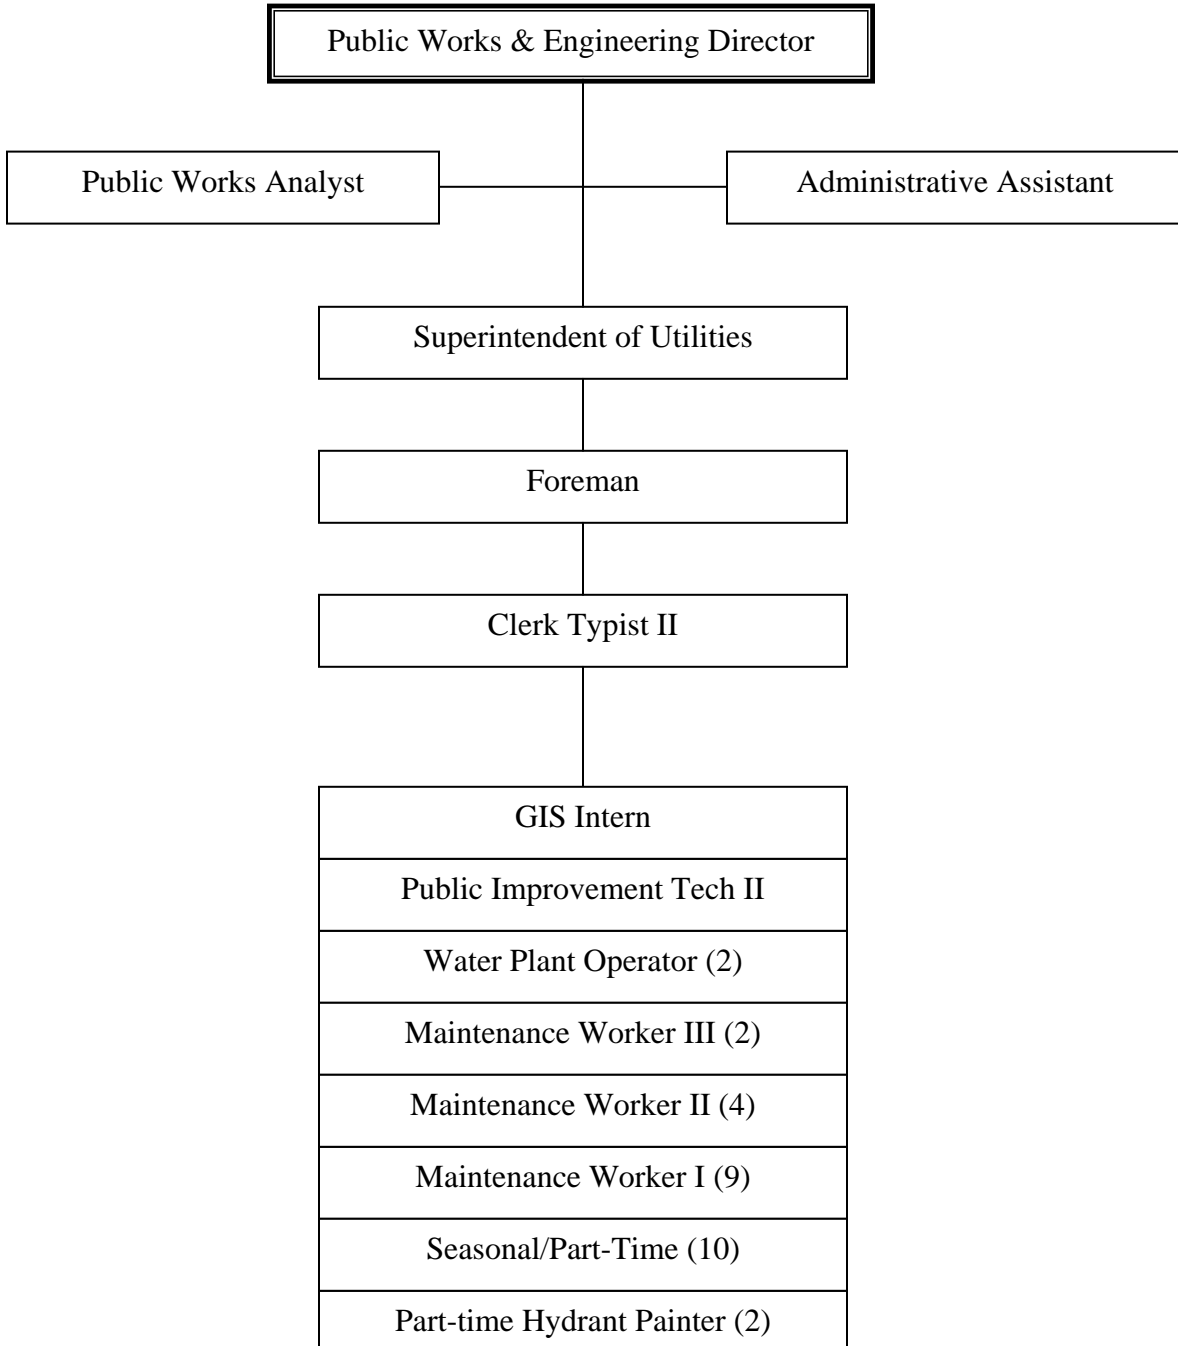 Public Works & Engineering Director
Public Works Analyst
Administrative Assistant
Superintendent of Utilities
Foreman
Clerk Typist II
GIS Intern
Public Improvement Tech II
Water Plant Operator (2)
Maintenance Worker III (2)
Maintenance Worker II (4)
Maintenance Worker I (9)
Seasonal/Part-Time (10)
Part-time Hydrant Painter (2)